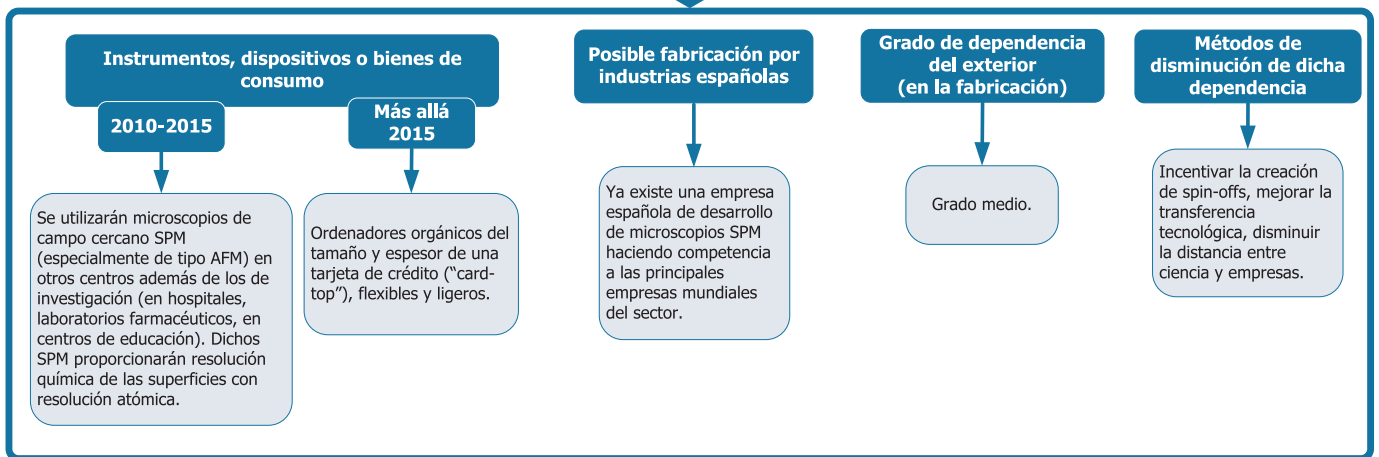 Instrumentos, dispositivos o bienes de
consumo
2010-2015
Se utilizarán microscopios de
campo cercano SPM
(especialmente de tipo AFM) en
otros centros además de los de
investigación (en hospitales,
laboratorios farmacéuticos, en
centros de educación). Dichos
SPM proporcionarán resolución
química de las superficies con
resolución atómica.
Más allá
2015
Ordenadores orgánicos del
tamaño y espesor de una
tarjeta de crédito (“card-
top”), flexibles y ligeros.
Posible fabricación por
industrias españolas
Ya existe una empresa
española de desarrollo
de microscopios SPM
haciendo competencia
a las principales
empresas mundiales
del sector.
Grado de dependencia
del exterior
(en la fabricación)
Grado medio.
Métodos de
disminución de dicha
dependencia
Incentivar la creación
de spin-offs, mejorar la
transferencia
tecnológica, disminuir
la distancia entre
ciencia y empresas.